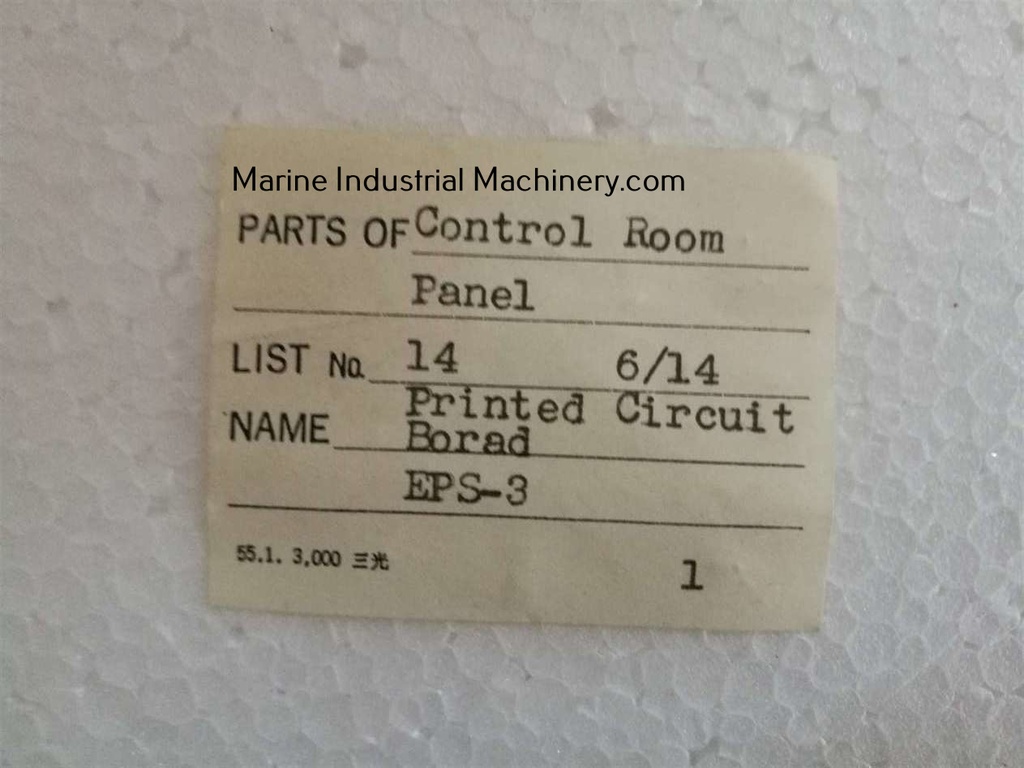 Marine Industrial Machinery.com
PARTS OF Control Room
Panel
LIST No. 14 6/14
Printed Circuit
NAME Borad
EPS-3
55.1. 3,000 三光
1